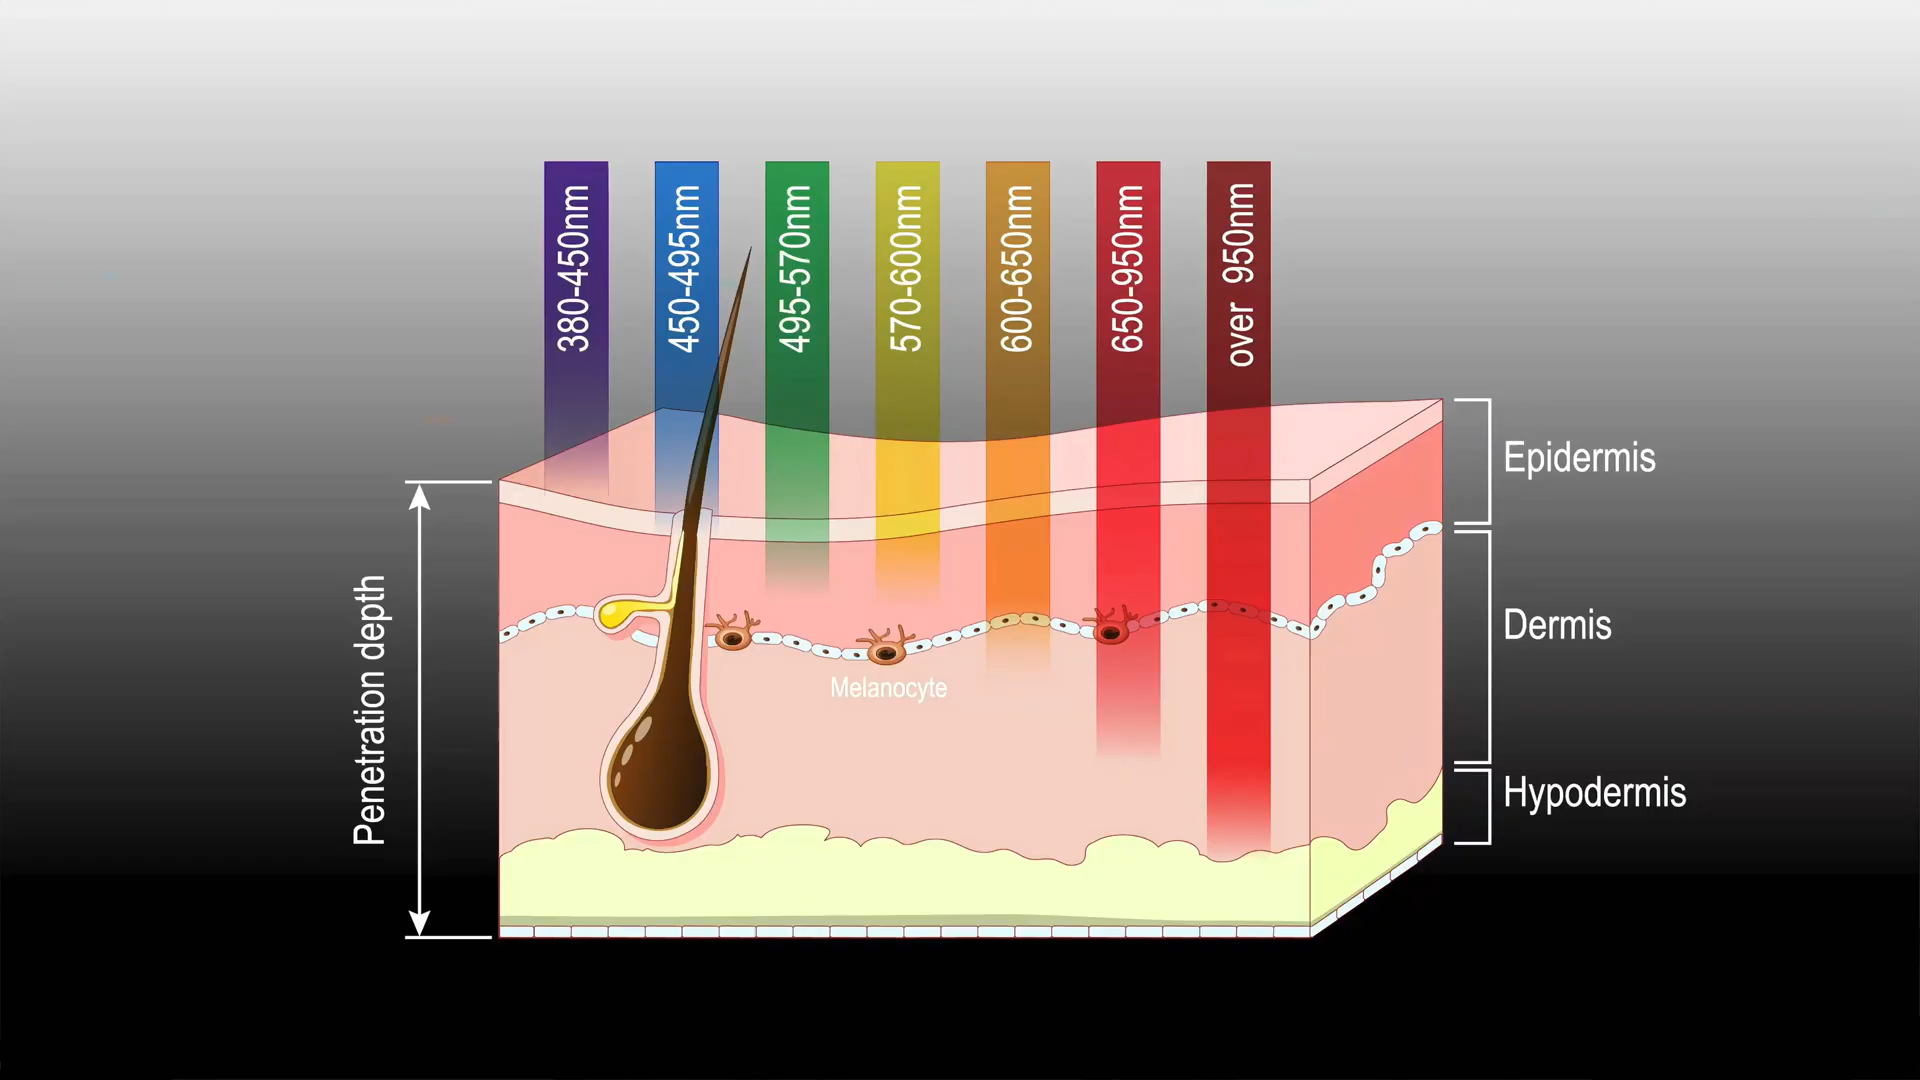 380-450nm
450-495nm
495-570nm
570-600nm
600-650nm
650-950nm
over 950nm
Epidermis
Dermis
Hypodermis
Penetration depth
Melanocyte